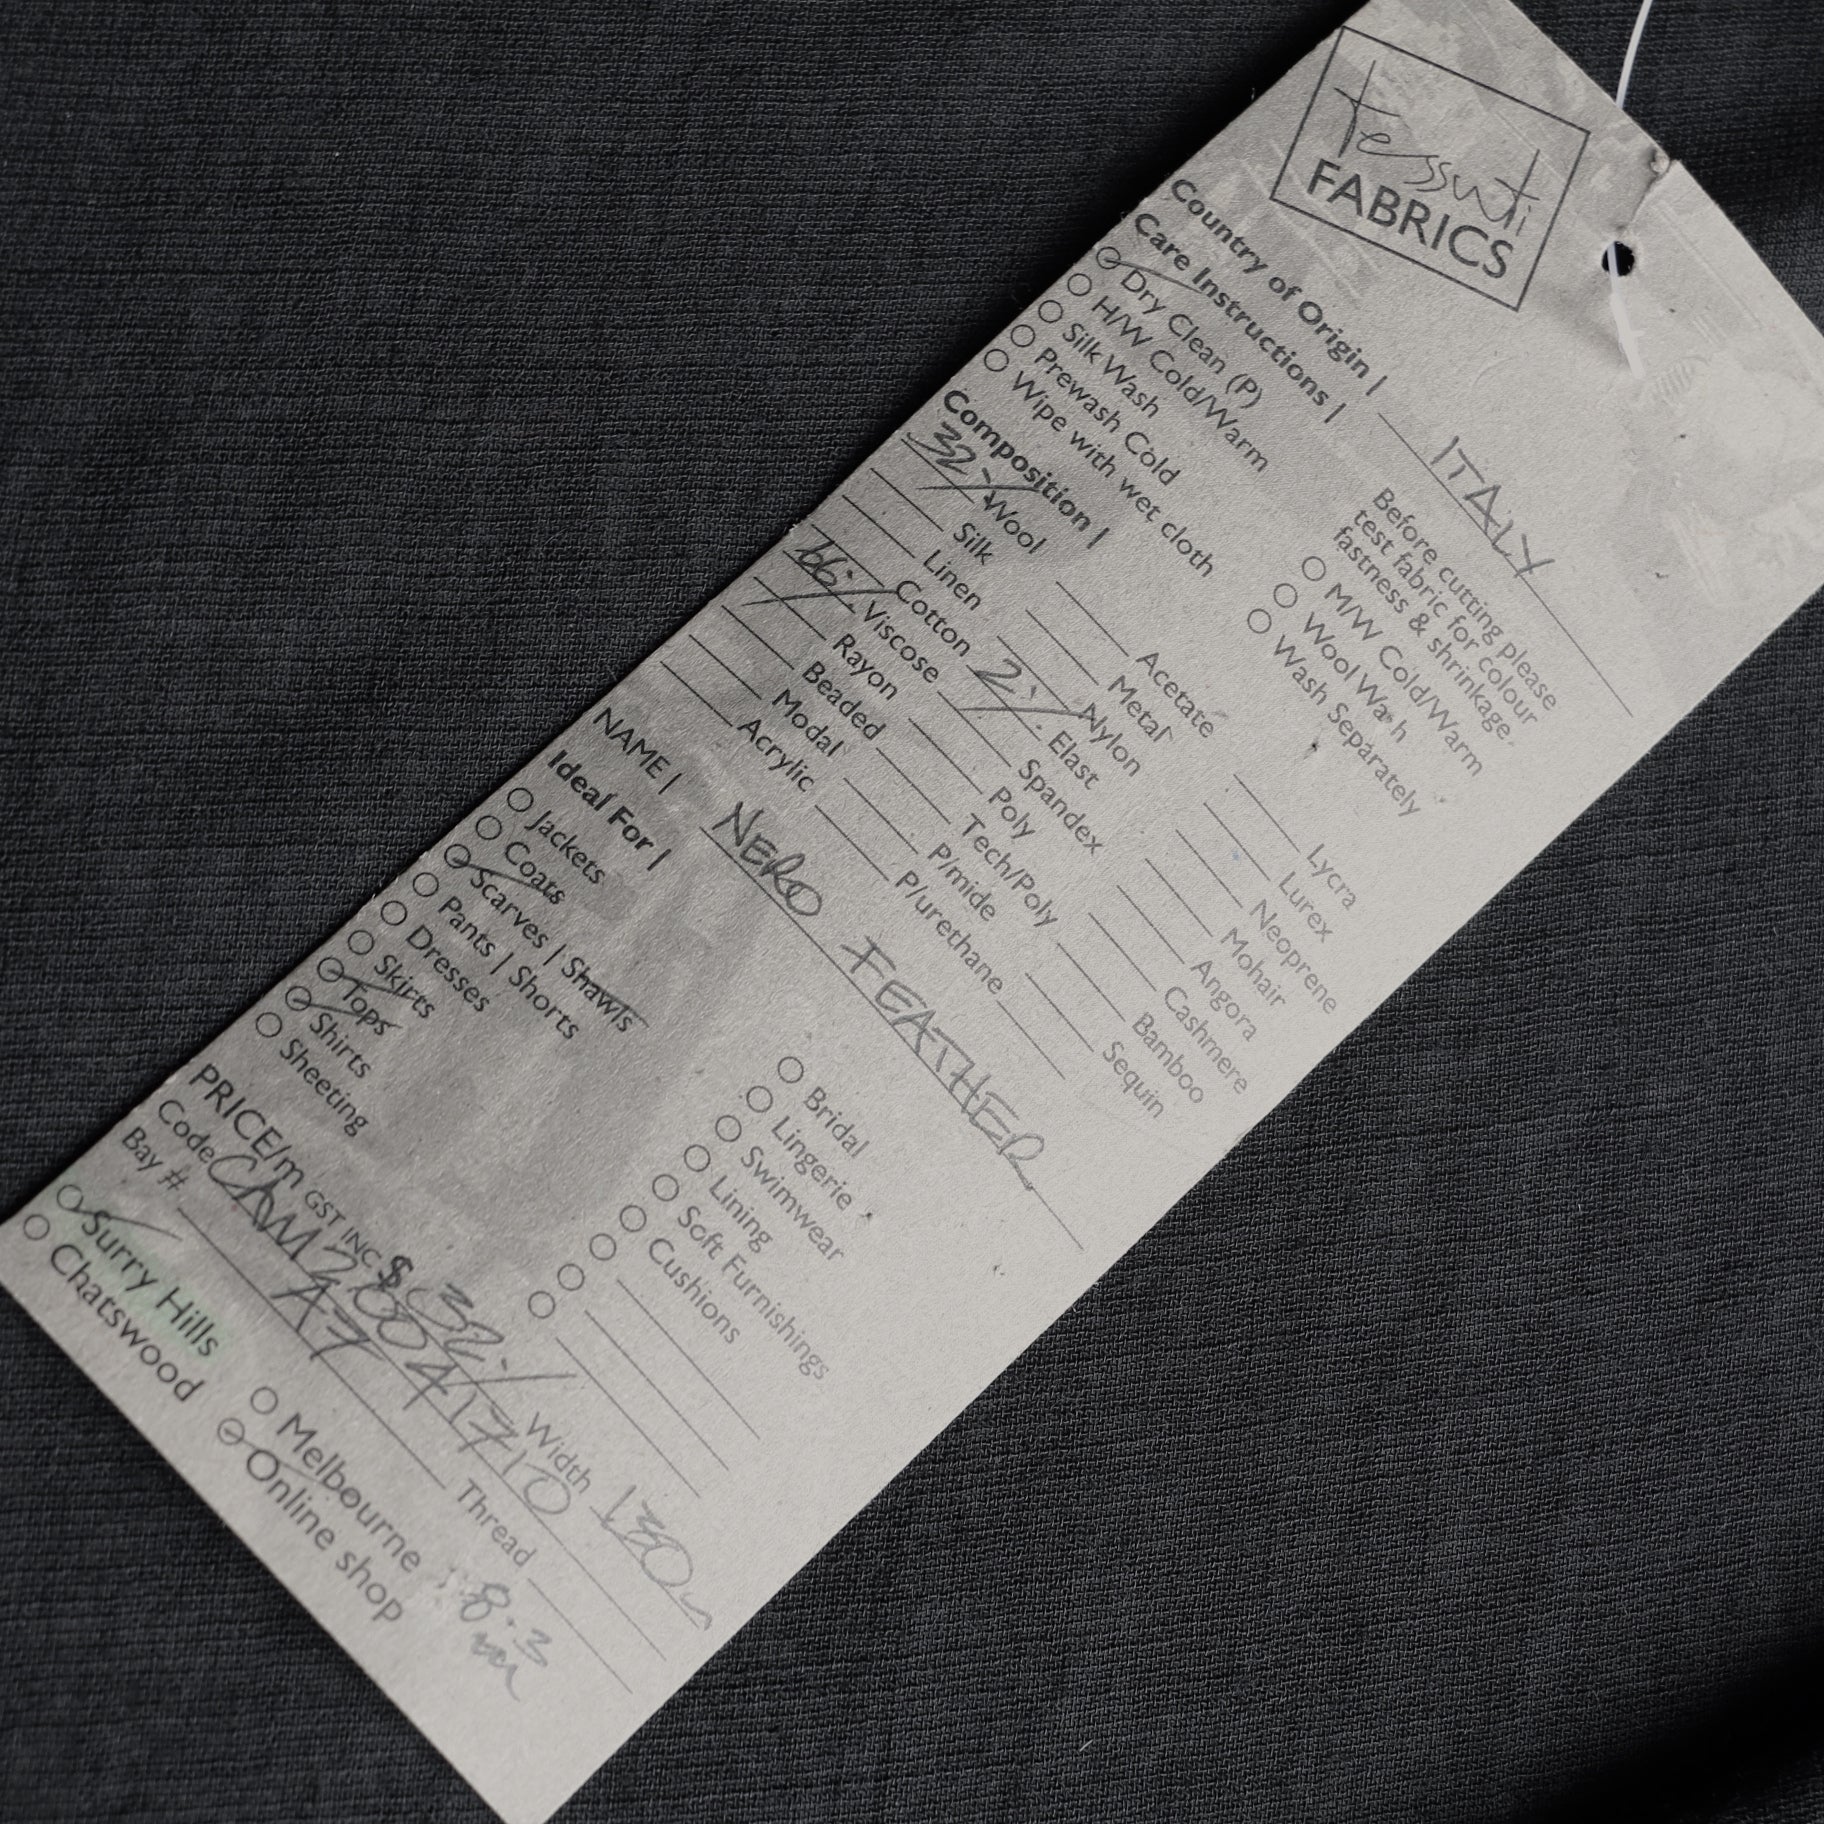 tessuti
FABRICS
Country of Origin | ITALY
Care Instructions |
Dry Clean (P)
H/W Cold/Warm
Silk Wash
Prewash Cold
Wipe with wet cloth
Before cutting please
test fabric for colour
fastness & shrinkage.
M/W Cold/Warm
Wool Wash
Wash Separately
Composition |
32% Wool
Silk
Linen
Cotton
66% Viscose
Rayon
Beaded
Modal
Acrylic
Acetate
Metal
Nylon
2% Elast
Spandex
Poly
Tech/Poly
P/mide
P/urethane
Lycra
Lurex
Neoprene
Mohair
Angora
Cashmere
Bamboo
Sequin
NAME | NERO FEATHER
Ideal For |
Jackets
Coats
Scarves | Shawls
Pants | Shorts
Dresses
Skirts
Tops
Shirts
Sheeting
Bridal
Lingerie
Swimwear
Lining
Soft Furnishings
Cushions
PRICE/m GST INC $ 32 Width 130
Code CAM20041710
Bay # A7 Thread
Surry Hills
Chatswood
Melbourne
Online shop
8.3
m